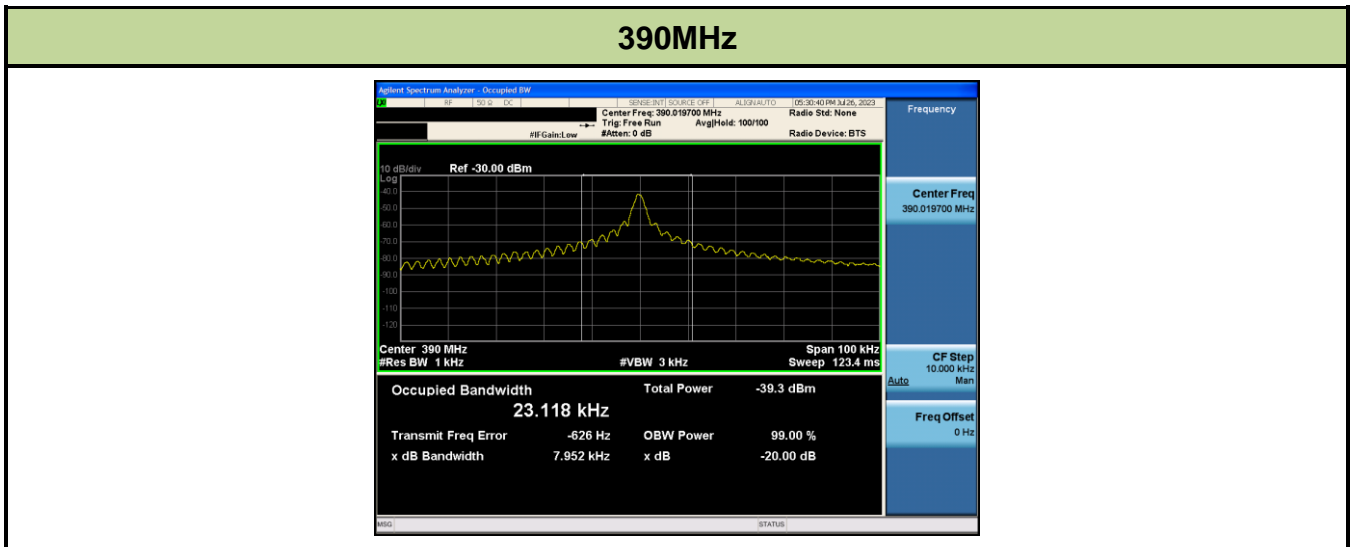 390MHz
Agilent Spectrum Analyzer - Occupied BW
RF 50 Ω DC SENSE:INT SOURCE OFF ALIGNAUTO 05:30:40 PM Jul 26, 2023
Center Freq: 390.019700 MHz Radio Std: None
Trig: Free Run Avg|Hold: 100/100
#IFGain:Low #Atten: 0 dB Radio Device: BTS
10 dB/div Ref -30.00 dBm
Log
-40.0
-50.0
-60.0
-70.0
-80.0
-90.0
-100
-110
-120
Center 390 MHz Span 100 kHz
#Res BW 1 kHz #VBW 3 kHz Sweep 123.4 ms
Occupied Bandwidth Total Power -39.3 dBm
23.118 kHz
Transmit Freq Error -626 Hz OBW Power 99.00 %
x dB Bandwidth 7.952 kHz x dB -20.00 dB
Frequency
Center Freq
390.019700 MHz
CF Step
10.000 kHz
Auto Man
Freq Offset
0 Hz
MSG STATUS